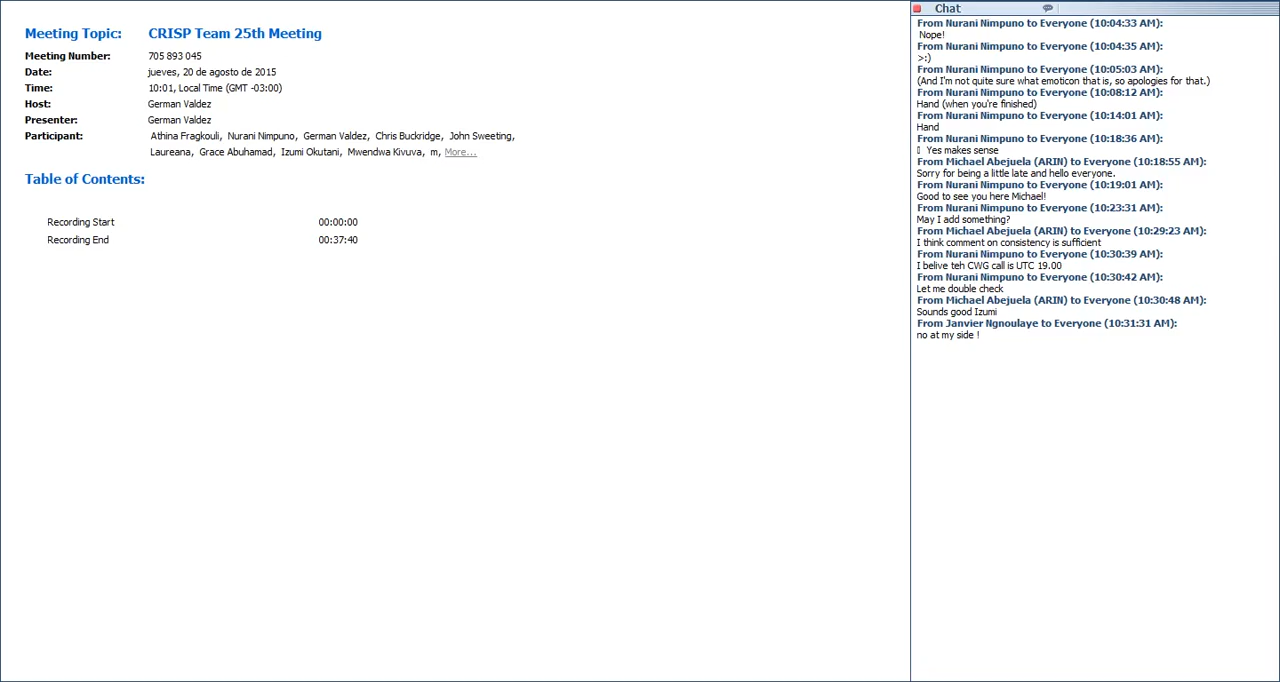 Meeting Topic: CRISP Team 25th Meeting
Meeting Number: 705 893 045
Date: jueves, 20 de agosto de 2015
Time: 10:01, Local Time (GMT -03:00)
Host: German Valdez
Presenter: German Valdez
Participant: Athina Fragkouli, Nurani Nimpuno, German Valdez, Chris Buckridge, John Sweeting,
Laureana, Grace Abuhamad, Izumi Okutani, Mwendwa Kivuva, m, More...
Table of Contents:
Recording Start 00:00:00
Recording End 00:37:40
Chat
From Nurani Nimpuno to Everyone (10:04:33 AM):
Nope!
From Nurani Nimpuno to Everyone (10:04:35 AM):
>:)
From Nurani Nimpuno to Everyone (10:05:03 AM):
(And I'm not quite sure what emoticon that is, so apologies for that.)
From Nurani Nimpuno to Everyone (10:08:12 AM):
Hand (when you're finished)
From Nurani Nimpuno to Everyone (10:14:01 AM):
Hand
From Nurani Nimpuno to Everyone (10:18:36 AM):
Yes makes sense
From Michael Abejuela (ARIN) to Everyone (10:18:55 AM):
Sorry for being a little late and hello everyone.
From Nurani Nimpuno to Everyone (10:19:01 AM):
Good to see you here Michael!
From Nurani Nimpuno to Everyone (10:23:31 AM):
May I add something?
From Michael Abejuela (ARIN) to Everyone (10:29:23 AM):
I think comment on consistency is sufficient
From Nurani Nimpuno to Everyone (10:30:39 AM):
I belive teh CWG call is UTC 19.00
From Nurani Nimpuno to Everyone (10:30:42 AM):
Let me double check
From Michael Abejuela (ARIN) to Everyone (10:30:48 AM):
Sounds good Izumi
From Janvier Ngnoulaye to Everyone (10:31:31 AM):
no at my side !